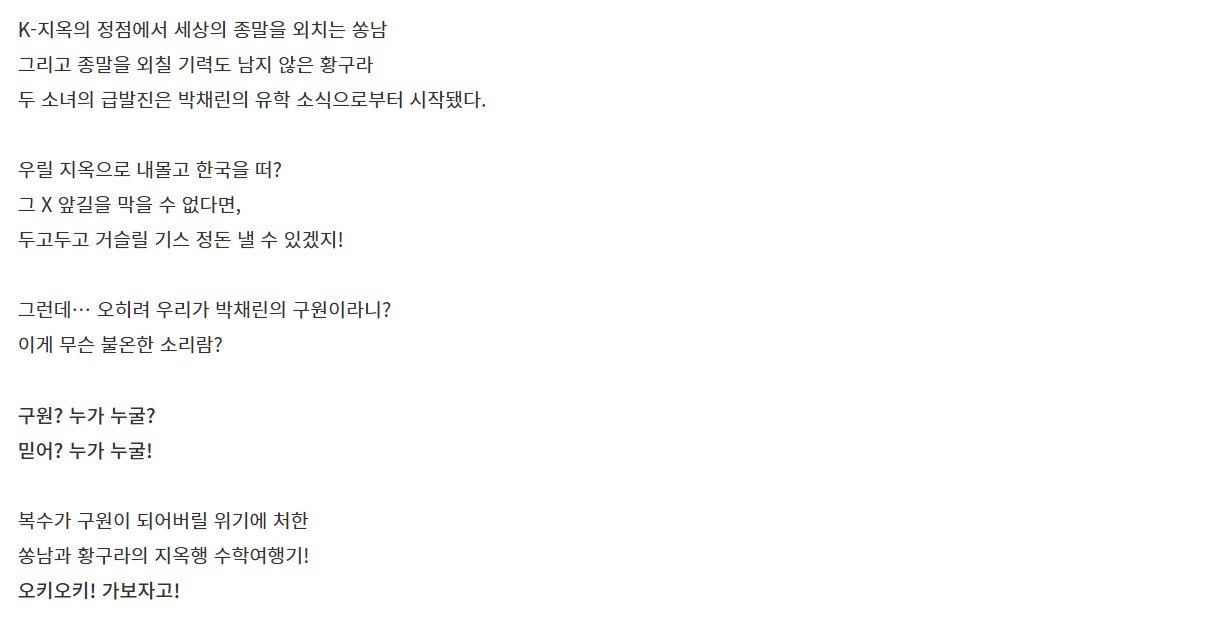 K-지옥의 정점에서 세상의 종말을 외치는 쏭남
그리고 종말을 외칠 기력도 남지 않은 황구라
두 소녀의 급발진은 박채린의 유학 소식으로부터 시작됐다.
우릴 지옥으로 내몰고 한국을 떠?
그 X 앞길을 막을 수 없다면,
두고두고 거슬릴 기스 정돈 낼 수 있겠지!
그런데… 오히려 우리가 박채린의 구원이라니?
이게 무슨 불온한 소리람?
구원? 누가 누굴?
믿어? 누가 누굴!
복수가 구원이 되어버릴 위기에 처한
쏭남과 황구라의 지옥행 수학여행기!
오키오키! 가보자고!